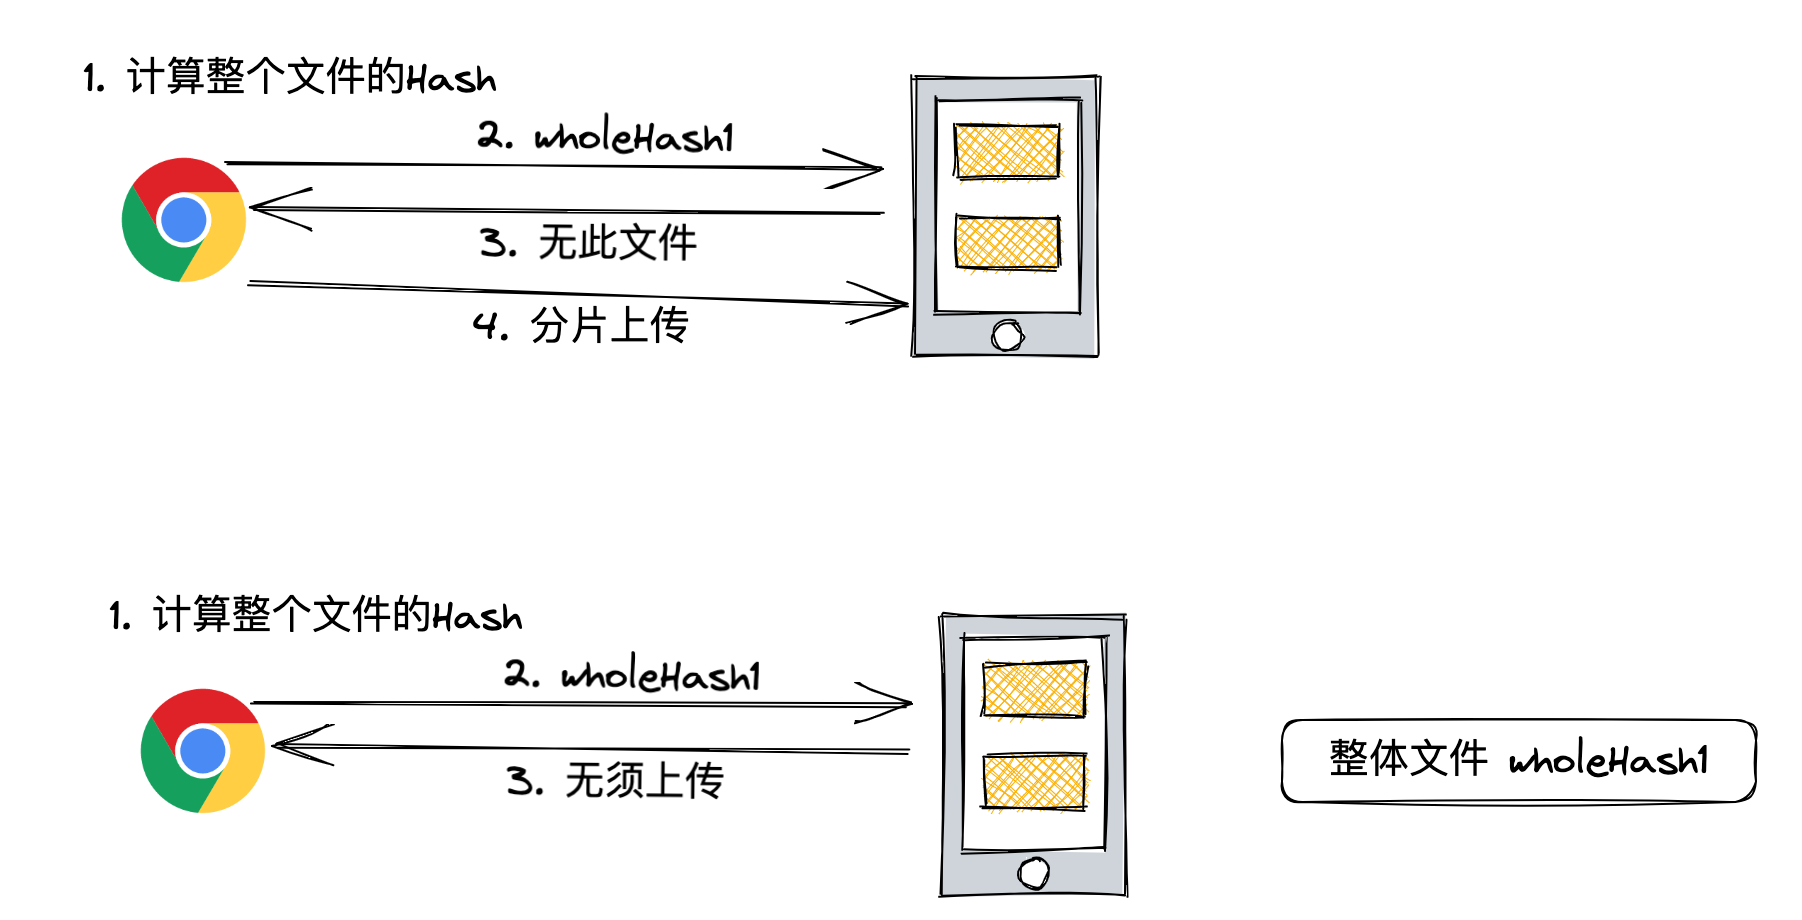 1. 计算整个文件的Hash
2. wholeHash1
3. 无此文件
4. 分片上传
1. 计算整个文件的Hash
2. wholeHash1
3. 无须上传
整体文件 wholeHash1